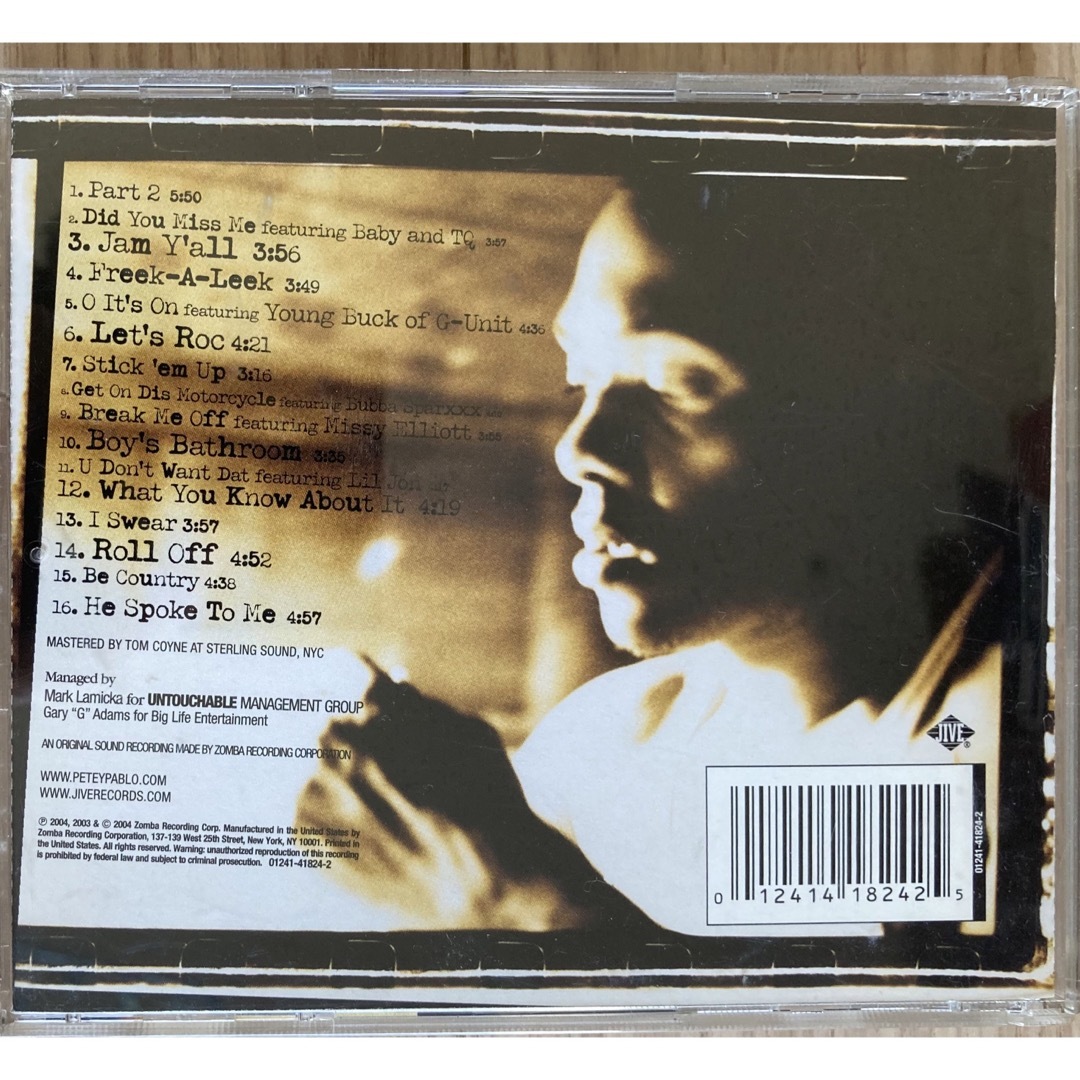 1. Part 2 5:50
2. Did You Miss Me featuring Baby and TQ 3:57
3. Jam Y'all 3:56
4. Freek-A-Leek 3:49
5. O It's On featuring Young Buck of G-Unit 4:36
6. Let's Roc 4:21
7. Stick 'em Up 3:16
8. Get On Dis Motorcycle featuring Bubba Sparxxx
9. Break Me Off featuring Missy Elliott
10. Boy's Bathroom 3:35
11. U Don't Want Dat featuring Lil Jon
12. What You Know About It 4:19
13. I Swear 3:57
14. Roll Off 4:52
15. Be Country 4:38
16. He Spoke To Me 4:57
MASTERED BY TOM COYNE AT STERLING SOUND, NYC
Managed by
Mark Lamicka for UNTOUCHABLE MANAGEMENT GROUP
Gary "G" Adams for Big Life Entertainment
AN ORIGINAL SOUND RECORDING MADE BY ZOMBA RECORDING CORPORATION
WWW.PETEYPABLO.COM
WWW.JIVERECORDS.COM
℗ 2004, 2003 & © 2004 Zomba Recording Corp. Manufactured in the United States by
Zomba Recording Corporation, 137-139 West 25th Street, New York, NY 10001. Printed in
the United States. All rights reserved. Warning: unauthorized reproduction of this recording
is prohibited by federal law and subject to criminal prosecution. 01241-41824-2
JIVE ®
01241-41824-2
0 12414 18242 5